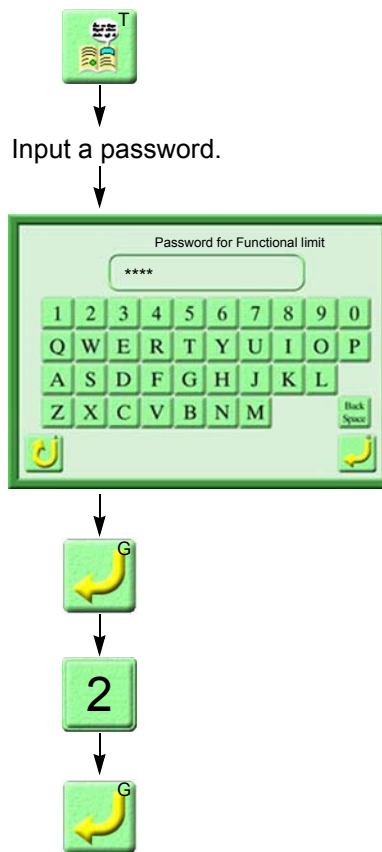 T
Input a password.
Password for Functional limit
****
1 2 3 4 5 6 7 8 9 0
Q W E R T Y U I O P
A S D F G H J K L
Z X C V B N M Back Space
G
2
G